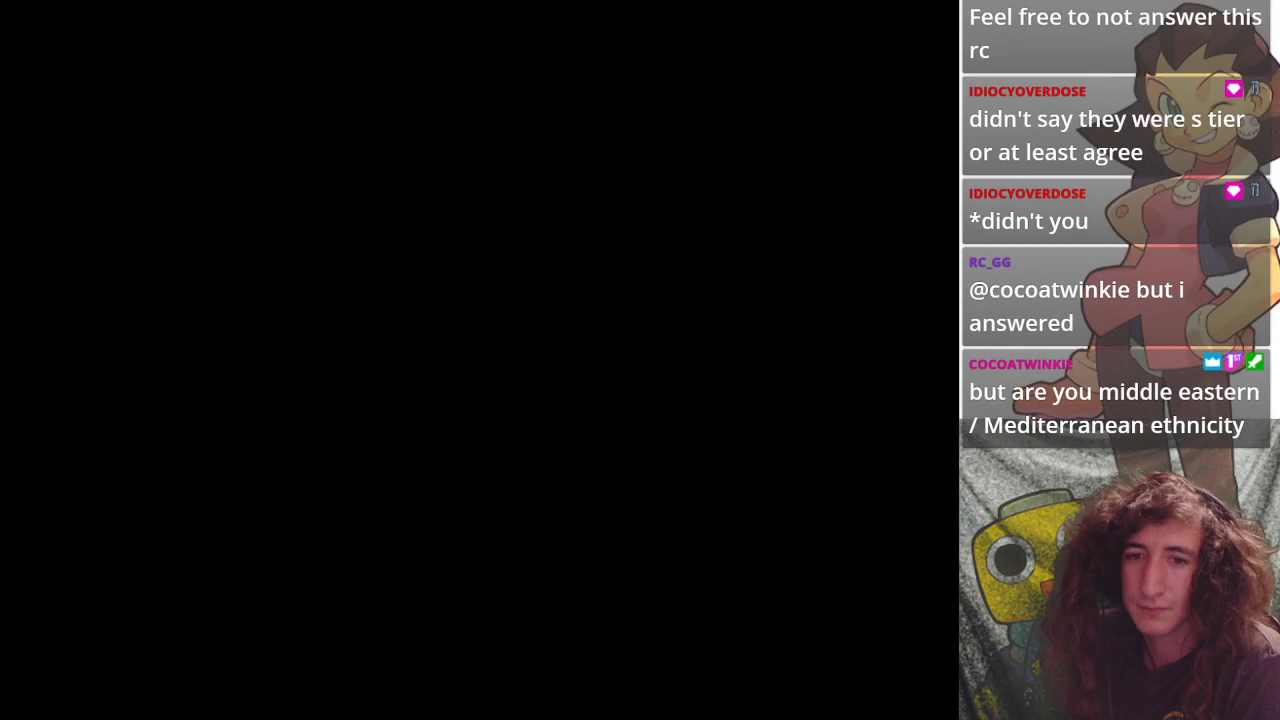 Feel free to not answer this
rc
IDIOCYOVERDOSE
didn't say they were s tier
or at least agree
IDIOCYOVERDOSE
*didn't you
RC_GG
@cocoatwinkie but i
answered
COCOATWINKIE
1ST
but are you middle eastern
/ Mediterranean ethnicity